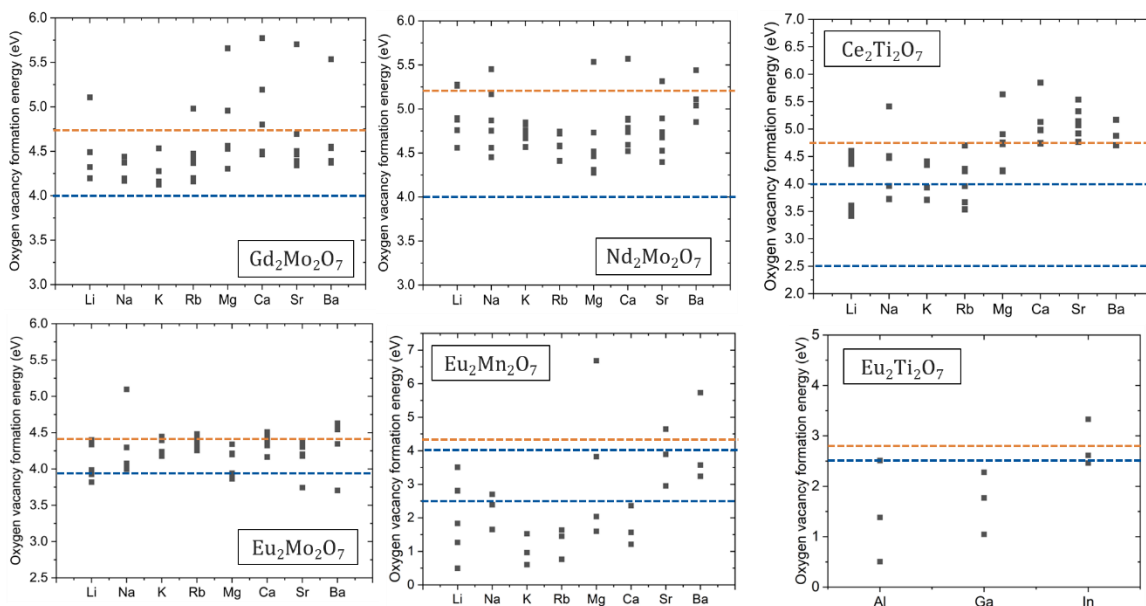 Oxygen vacancy formation energy (eV)
6.0
5.5
5.0
4.5
4.0
3.5
3.0
Li Na K Rb Mg Ca Sr Ba
Gd₂Mo₂O₇
Oxygen vacancy formation energy (eV)
6.0
5.5
5.0
4.5
4.0
3.5
3.0
Li Na K Rb Mg Ca Sr Ba
Nd₂Mo₂O₇
Oxygen vacancy formation energy (eV)
7.0
6.5
6.0
5.5
5.0
4.5
4.0
3.5
3.0
2.5
2.0
Li Na K Rb Mg Ca Sr Ba
Ce₂Ti₂O₇
Oxygen vacancy formation energy (eV)
6.0
5.5
5.0
4.5
4.0
3.5
3.0
2.5
Li Na K Rb Mg Ca Sr Ba
Eu₂Mo₂O₇
Oxygen vacancy formation energy (eV)
7
6
5
4
3
2
1
0
Li Na K Rb Mg Ca Sr Ba
Eu₂Mn₂O₇
Oxygen vacancy formation energy (eV)
5
4
3
2
1
0
Al Ga In
Eu₂Ti₂O₇